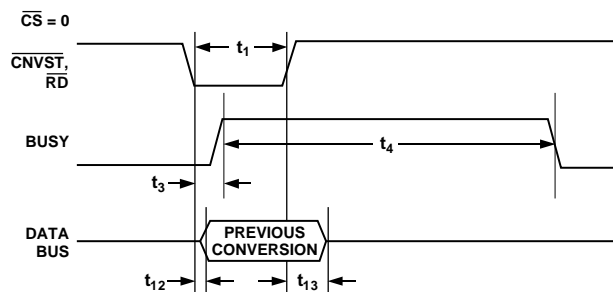 CS = 0
CNVST,
RD
t1
BUSY
t4
t3
DATA
BUS
PREVIOUS
CONVERSION
t12
t13